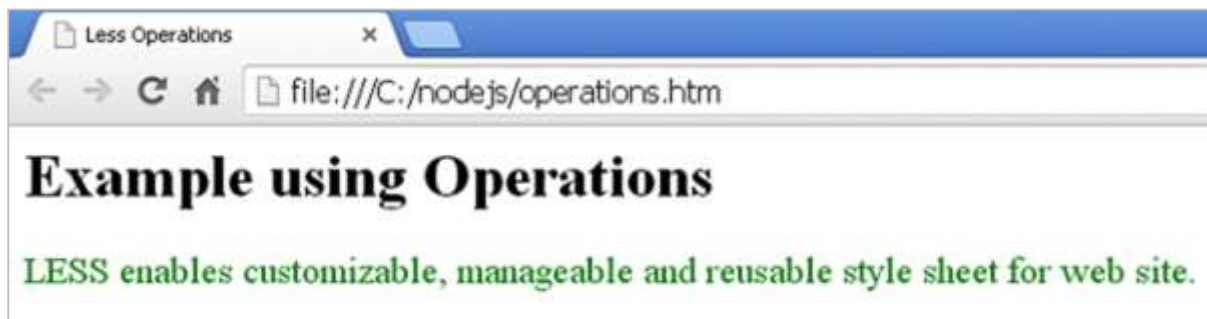 Less Operations
file:///C:/nodejs/operations.htm
Example using Operations
LESS enables customizable, manageable and reusable style sheet for web site.